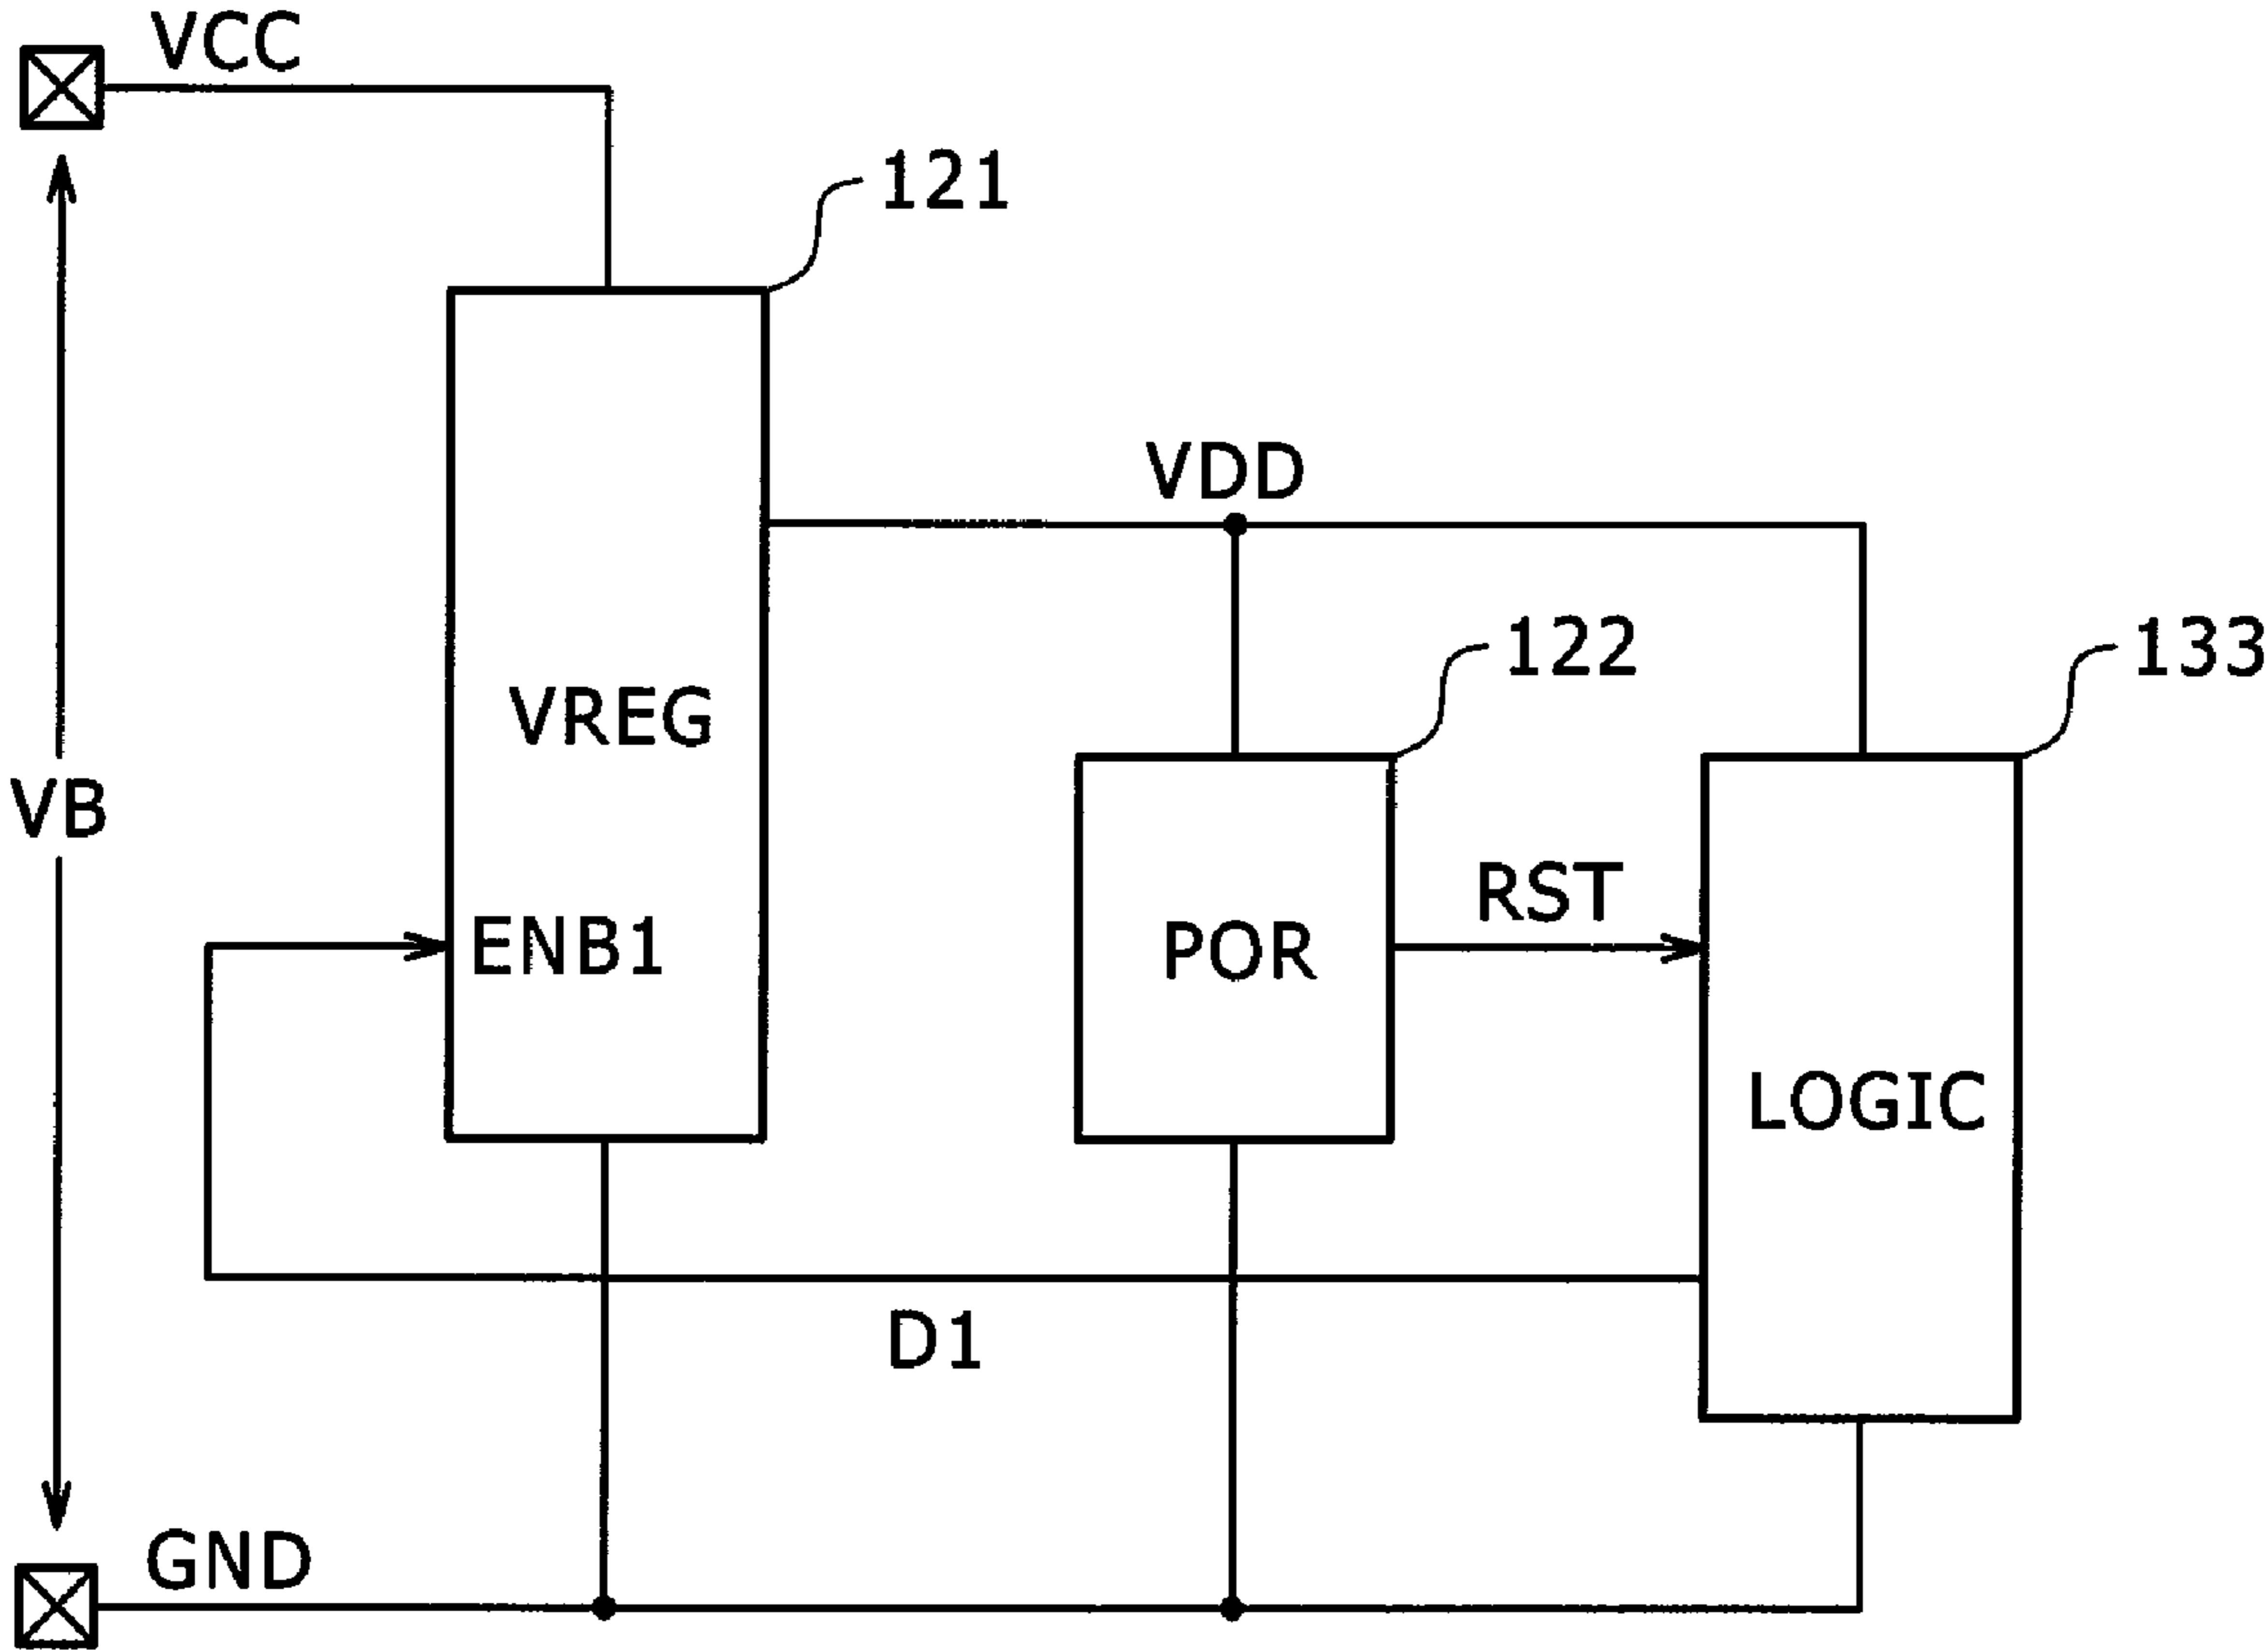 VCC
121
VDD
122
133
VREG
VB
RST
ENB1
POR
LOGIC
D1
GND